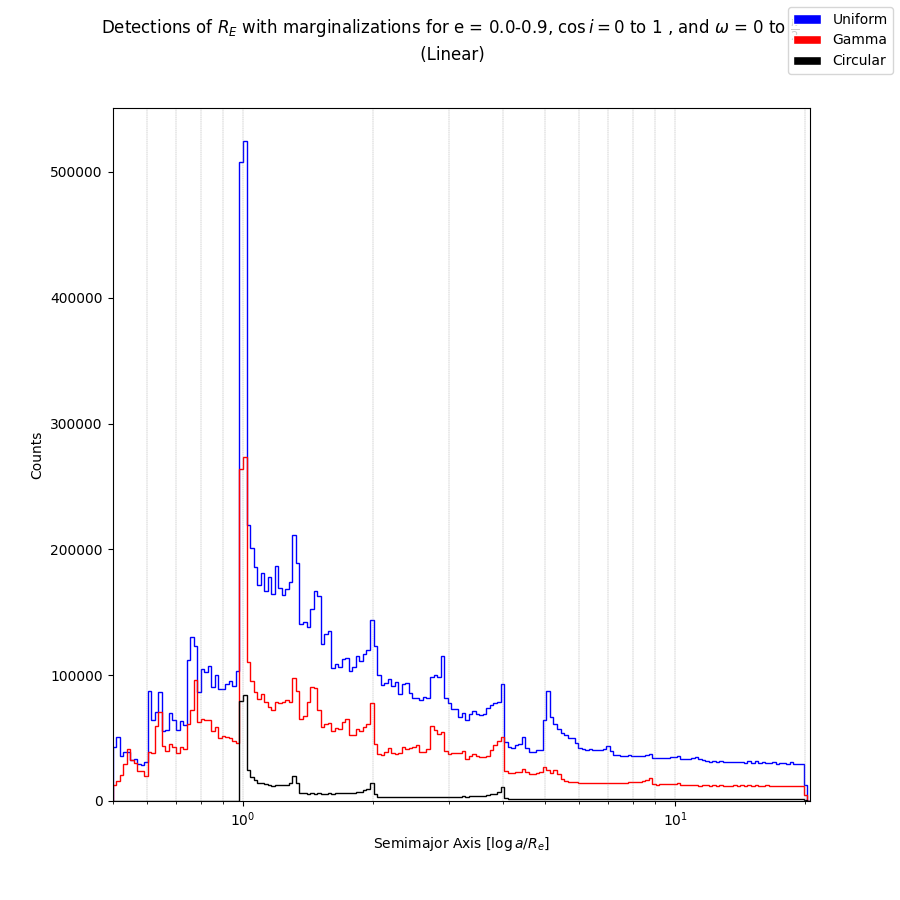 Detections of R_E with marginalizations for e = 0.0-0.9, cos i = 0 to 1 , and ω = 0 to
(Linear)
Uniform
Gamma
Circular
500000
400000
300000
200000
100000
0
Counts
10^0
10^1
Semimajor Axis [log a/R_e]